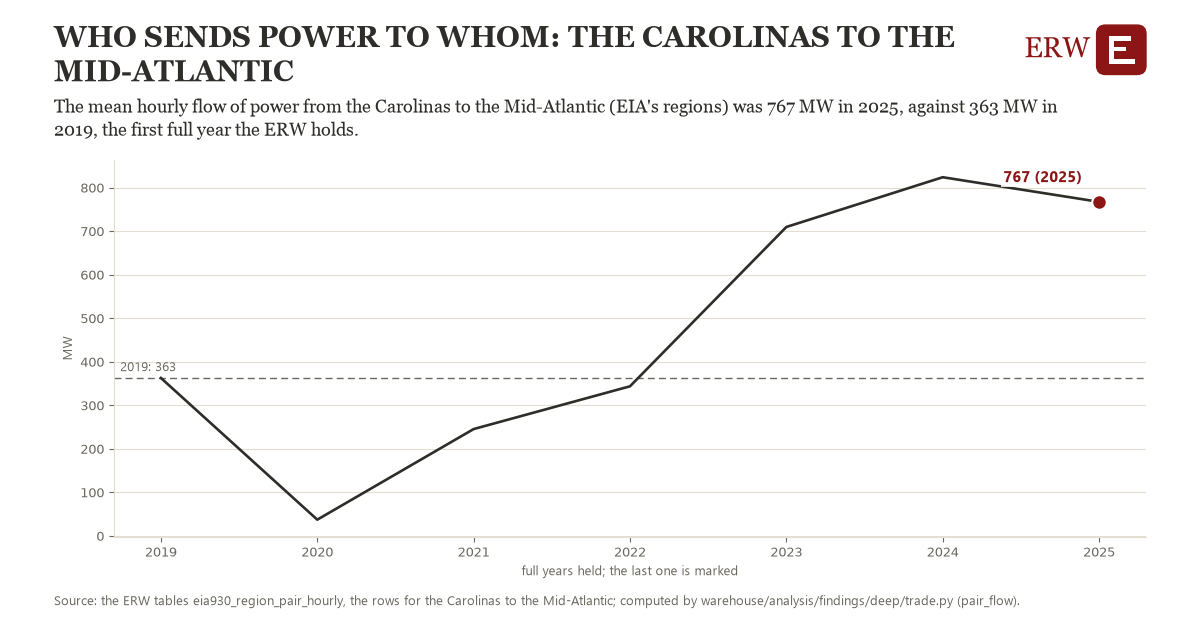 WHO SENDS POWER TO WHOM: THE CAROLINAS TO THE
MID-ATLANTIC
ERW E
The mean hourly flow of power from the Carolinas to the Mid-Atlantic (EIA's regions) was 767 MW in 2025, against 363 MW in
2019, the first full year the ERW holds.
800
700
600
500
400
300
200
100
0
MW
2019: 363
767 (2025)
2019 2020 2021 2022 2023 2024 2025
full years held; the last one is marked
Source: the ERW tables eia930_region_pair_hourly, the rows for the Carolinas to the Mid-Atlantic; computed by warehouse/analysis/findings/deep/trade.py (pair_flow).